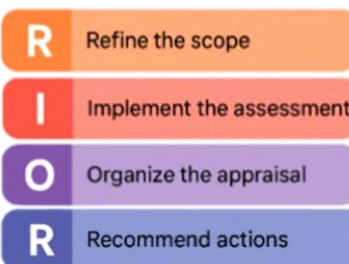 R Refine the scope
I Implement the assessment
O Organize the appraisal
R Recommend actions